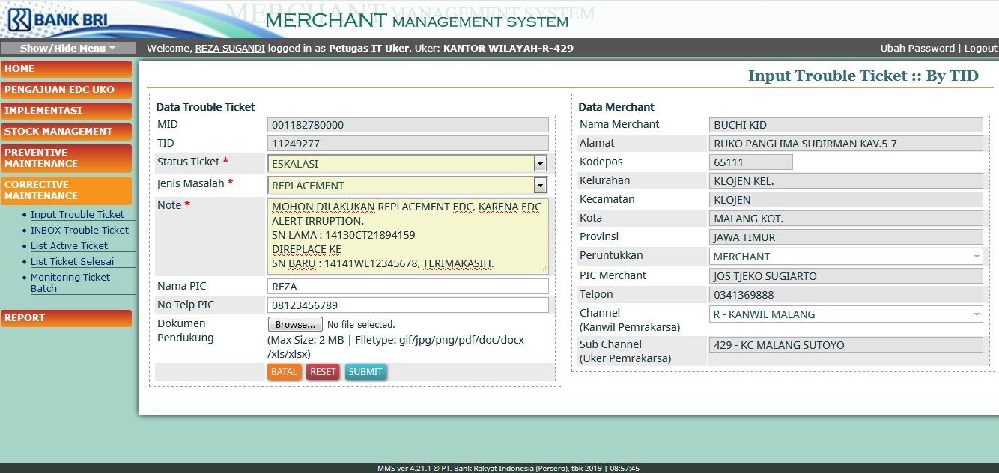 BANK BRI
MERCHANT MANAGEMENT SYSTEM
MERCHANT MANAGEMENT SYSTEM
Show/Hide Menu
Welcome, REZA SUGANDI logged in as Petugas IT Uker. Uker: KANTOR WILAYAH-R-429
Ubah Password | Logout
HOME
PENGAJUAN EDC UKO
IMPLEMENTASI
STOCK MANAGEMENT
PREVENTIVE
MAINTENANCE
CORRECTIVE
MAINTENANCE
Input Trouble Ticket
INBOX Trouble Ticket
List Active Ticket
List Ticket Selesai
Monitoring Ticket
Batch
REPORT
Input Trouble Ticket :: By TID
Data Trouble Ticket
MID 001182780000
TID 11249277
Status Ticket * ESKALASI
Jenis Masalah * REPLACEMENT
Note * MOHON DILAKUKAN REPLACEMENT EDC, KARENA EDC
ALERT IRRUPTION.
SN LAMA : 14130CT21894159
DIREPLACE KE
SN BARU : 14141WL12345678, TERIMAKASIH.
Nama PIC REZA
No Telp PIC 08123456789
Dokumen Browse... No file selected.
Pendukung (Max Size: 2 MB | Filetype: gif/jpg/png/pdf/doc/docx
/xls/xlsx)
BATAL RESET SUBMIT
Data Merchant
Nama Merchant BUCHI KID
Alamat RUKO PANGLIMA SUDIRMAN KAV.5-7
Kodepos 65111
Kelurahan KLOJEN KEL.
Kecamatan KLOJEN
Kota MALANG KOT.
Provinsi JAWA TIMUR
Peruntukkan MERCHANT
PIC Merchant JOS TJEKO SUGIARTO
Telpon 0341369888
Channel R - KANWIL MALANG
(Kanwil Pemrakarsa)
Sub Channel 429 - KC MALANG SUTOYO
(Uker Pemrakarsa)
MMS ver 4.21.1 © PT. Bank Rakyat Indonesia (Persero), tbk 2019 | 08:57:45